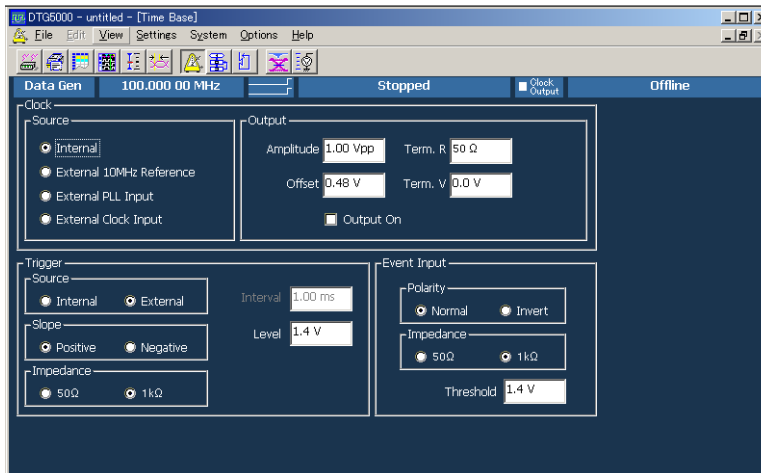 DTG5000 - untitled - [Time Base]
File Edit View Settings System Options Help
Data Gen 100.000 00 MHz Stopped Clock Output Offline
Clock
Source
Internal
External 10MHz Reference
External PLL Input
External Clock Input
Output
Amplitude 1.00 Vpp Term. R 50 Ω
Offset 0.48 V Term. V 0.0 V
Output On
Trigger
Source
Internal External
Slope
Positive Negative
Impedance
50Ω 1kΩ
Interval 1.00 ms
Level 1.4 V
Event Input
Polarity
Normal Invert
Impedance
50Ω 1kΩ
Threshold 1.4 V